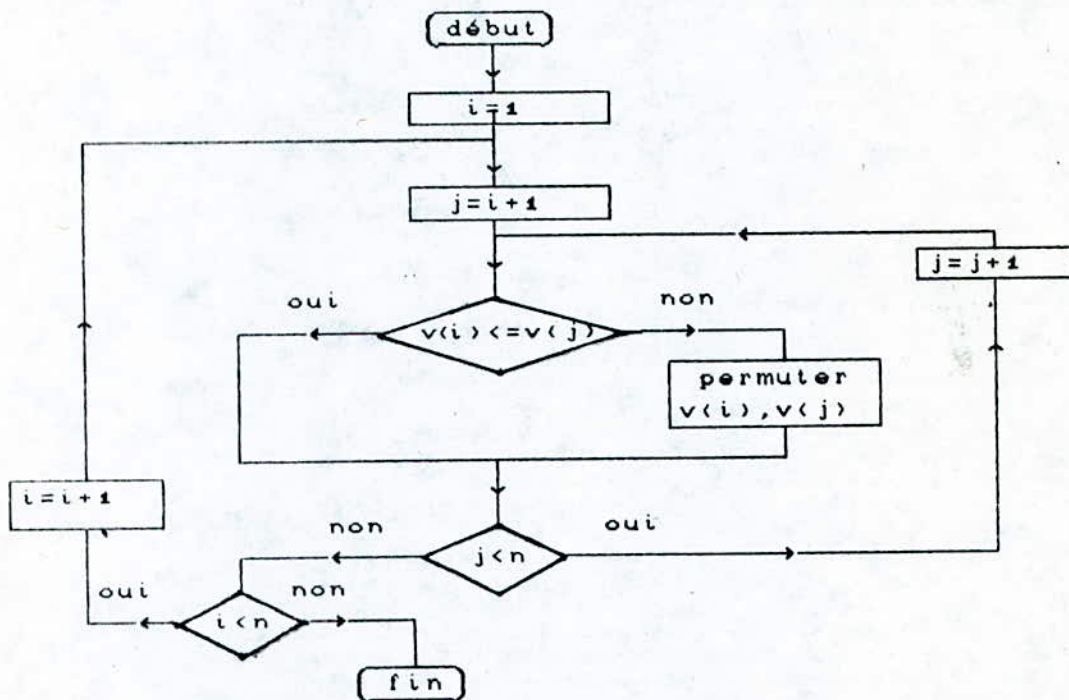 début
i=1
j=i+1
j=j+1
oui
non
v(i)<=v(j)
permuter
v(i),v(j)
i=i+1
non
oui
j<n
oui
non
i<n
fin